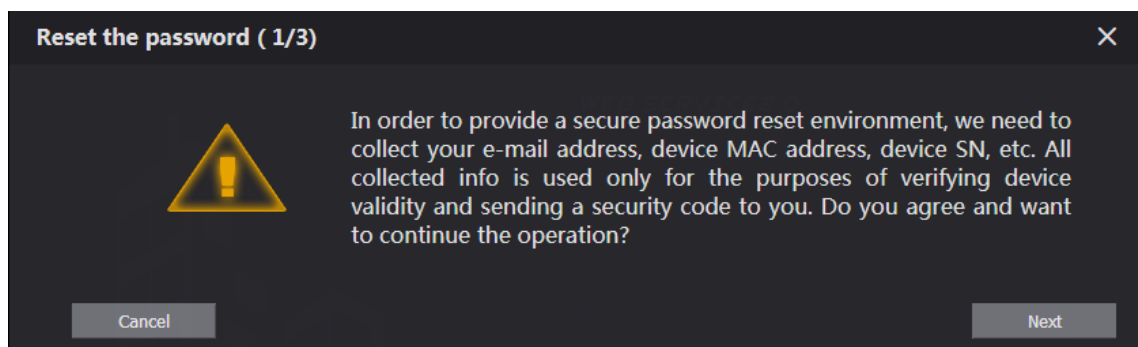 Reset the password ( 1/3)
In order to provide a secure password reset environment, we need to
collect your e-mail address, device MAC address, device SN, etc. All
collected info is used only for the purposes of verifying device
validity and sending a security code to you. Do you agree and want
to continue the operation?
Cancel
Next